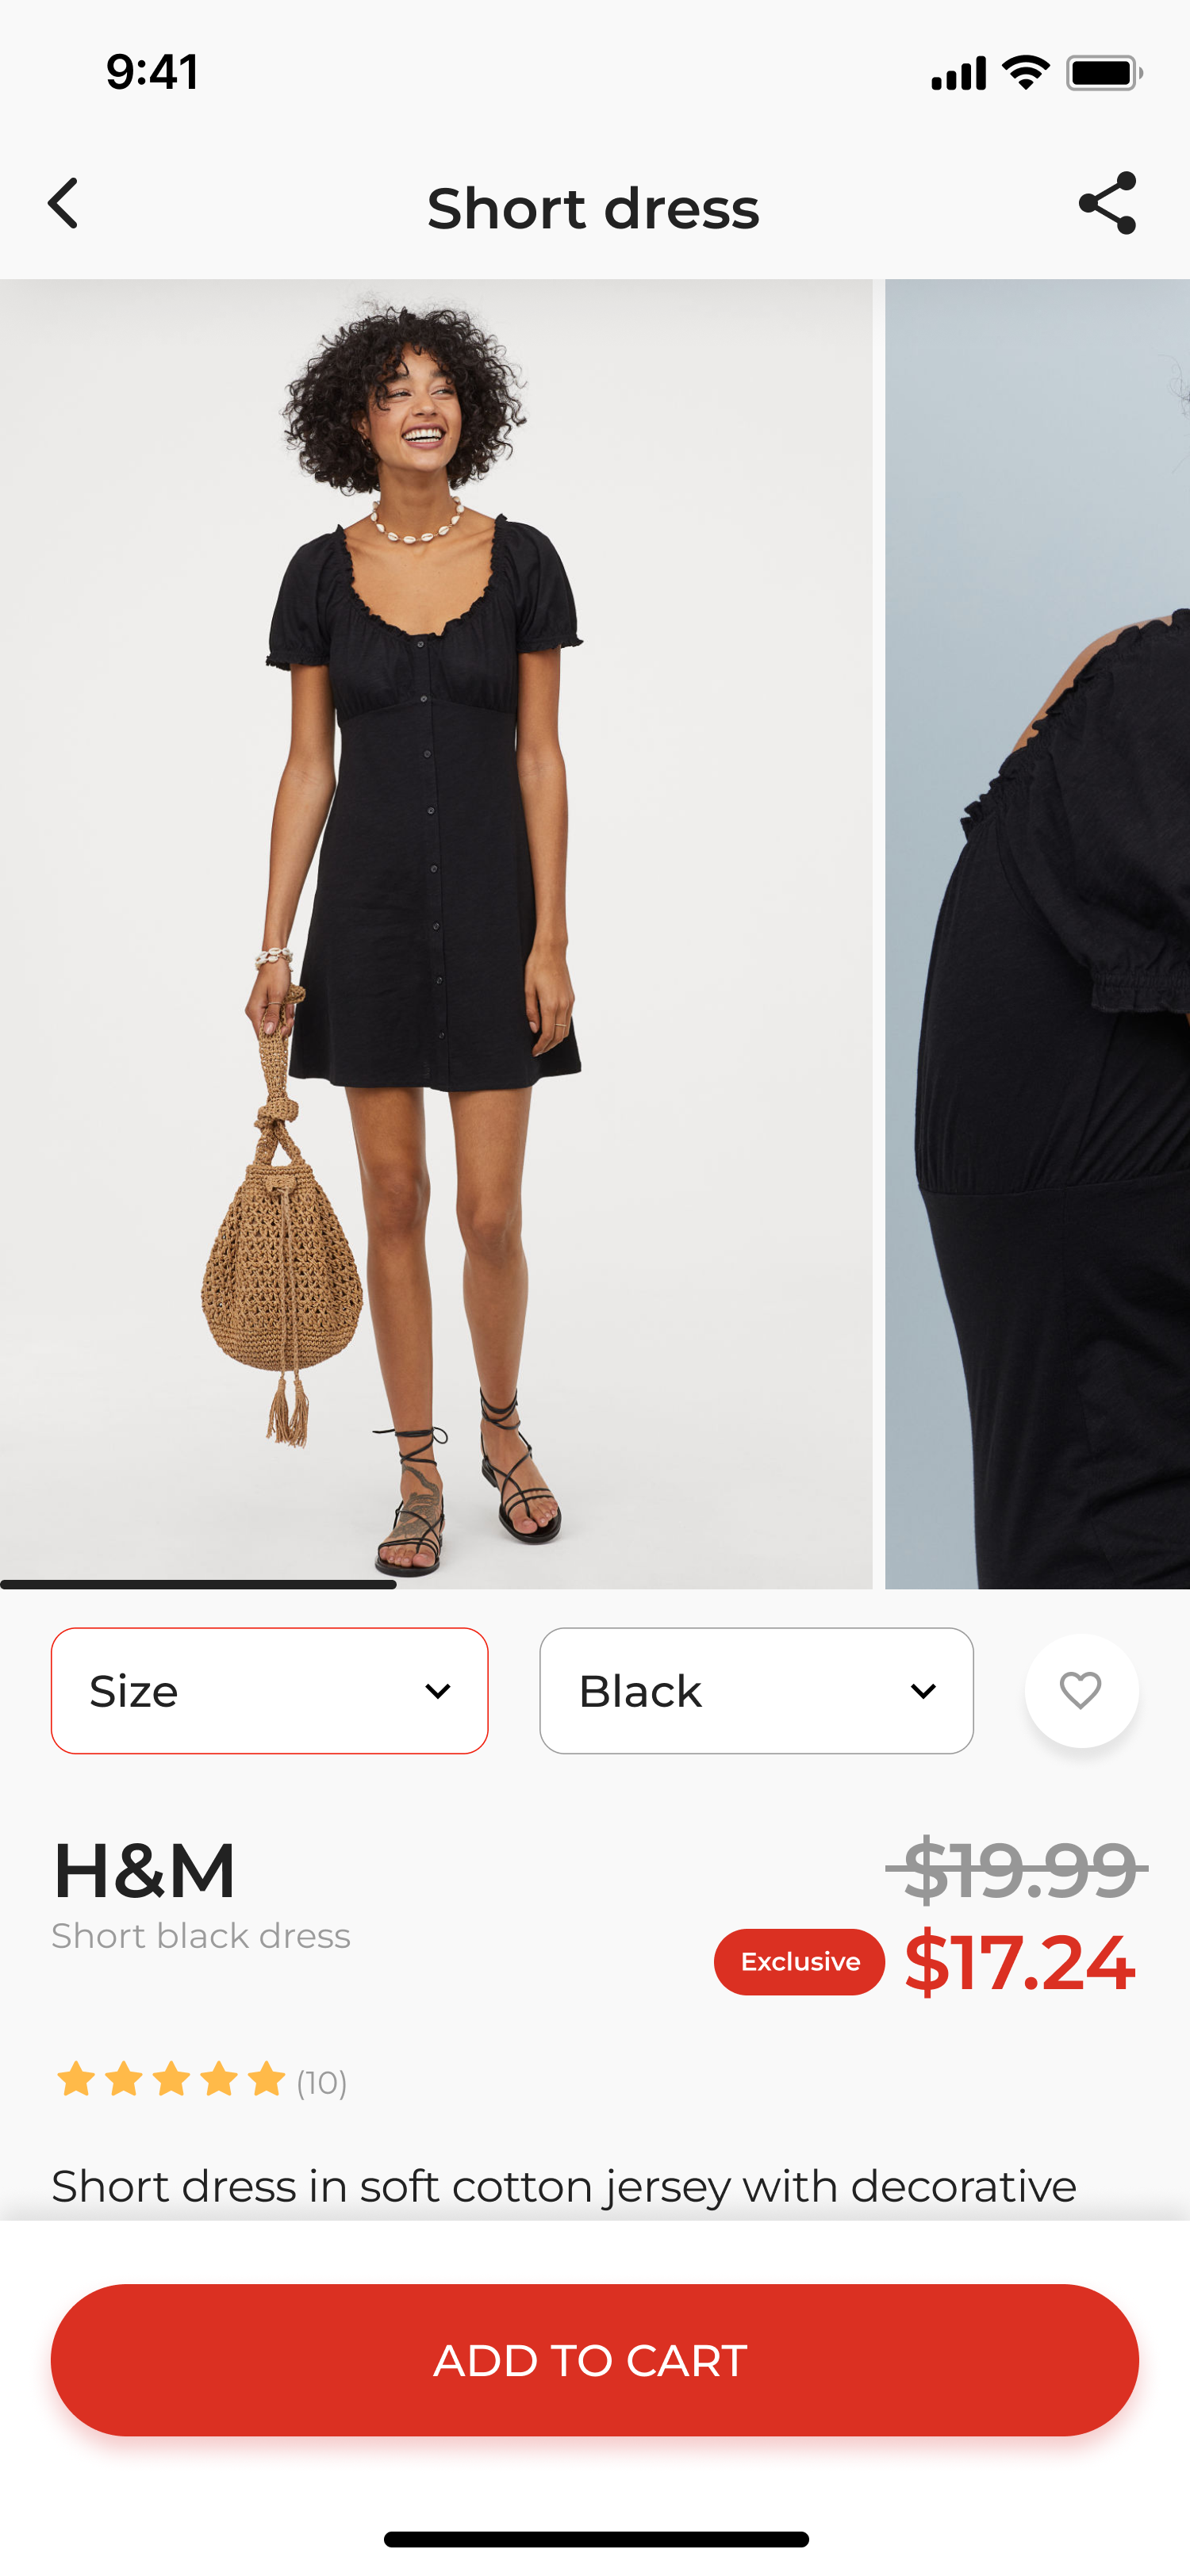 9:41
Short dress
Size
Black
H&M
$19.99
Short black dress
Exclusive
$17.24
(10)
Short dress in soft cotton jersey with decorative
ADD TO CART